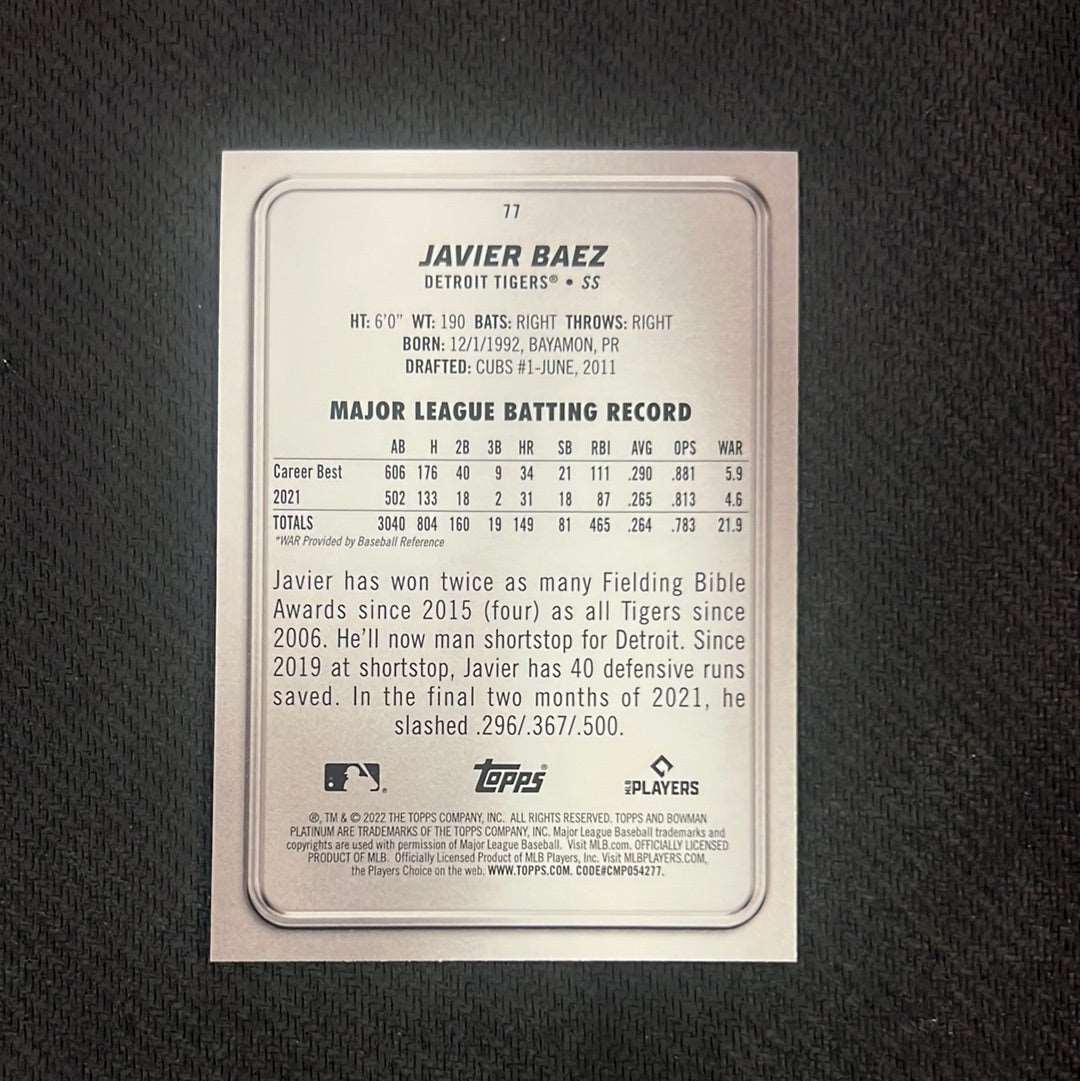 77
JAVIER BAEZ
DETROIT TIGERS® • SS
HT: 6'0" WT: 190 BATS: RIGHT THROWS: RIGHT
BORN: 12/1/1992, BAYAMON, PR
DRAFTED: CUBS #1-JUNE, 2011
MAJOR LEAGUE BATTING RECORD
AB H 2B 3B HR SB RBI AVG OPS WAR
Career Best 606 176 40 9 34 21 111 .290 .881 5.9
2021 502 133 18 2 31 18 87 .265 .813 4.6
TOTALS 3040 804 160 19 149 81 465 .264 .783 21.9
*WAR Provided by Baseball Reference
Javier has won twice as many Fielding Bible
Awards since 2015 (four) as all Tigers since
2006. He'll now man shortstop for Detroit. Since
2019 at shortstop, Javier has 40 defensive runs
saved. In the final two months of 2021, he
slashed .296/.367/.500.
TOPPS® MLB PLAYERS
®, TM & © 2022 THE TOPPS COMPANY, INC. ALL RIGHTS RESERVED. TOPPS AND BOWMAN
PLATINUM ARE TRADEMARKS OF THE TOPPS COMPANY, INC. Major League Baseball trademarks and
copyrights are used with permission of Major League Baseball. Visit MLB.com. OFFICIALLY LICENSED
PRODUCT OF MLB. Officially Licensed Product of MLB Players, Inc. Visit MLBPLAYERS.COM,
the Players Choice on the web. WWW.TOPPS.COM. CODE#CMP054277.